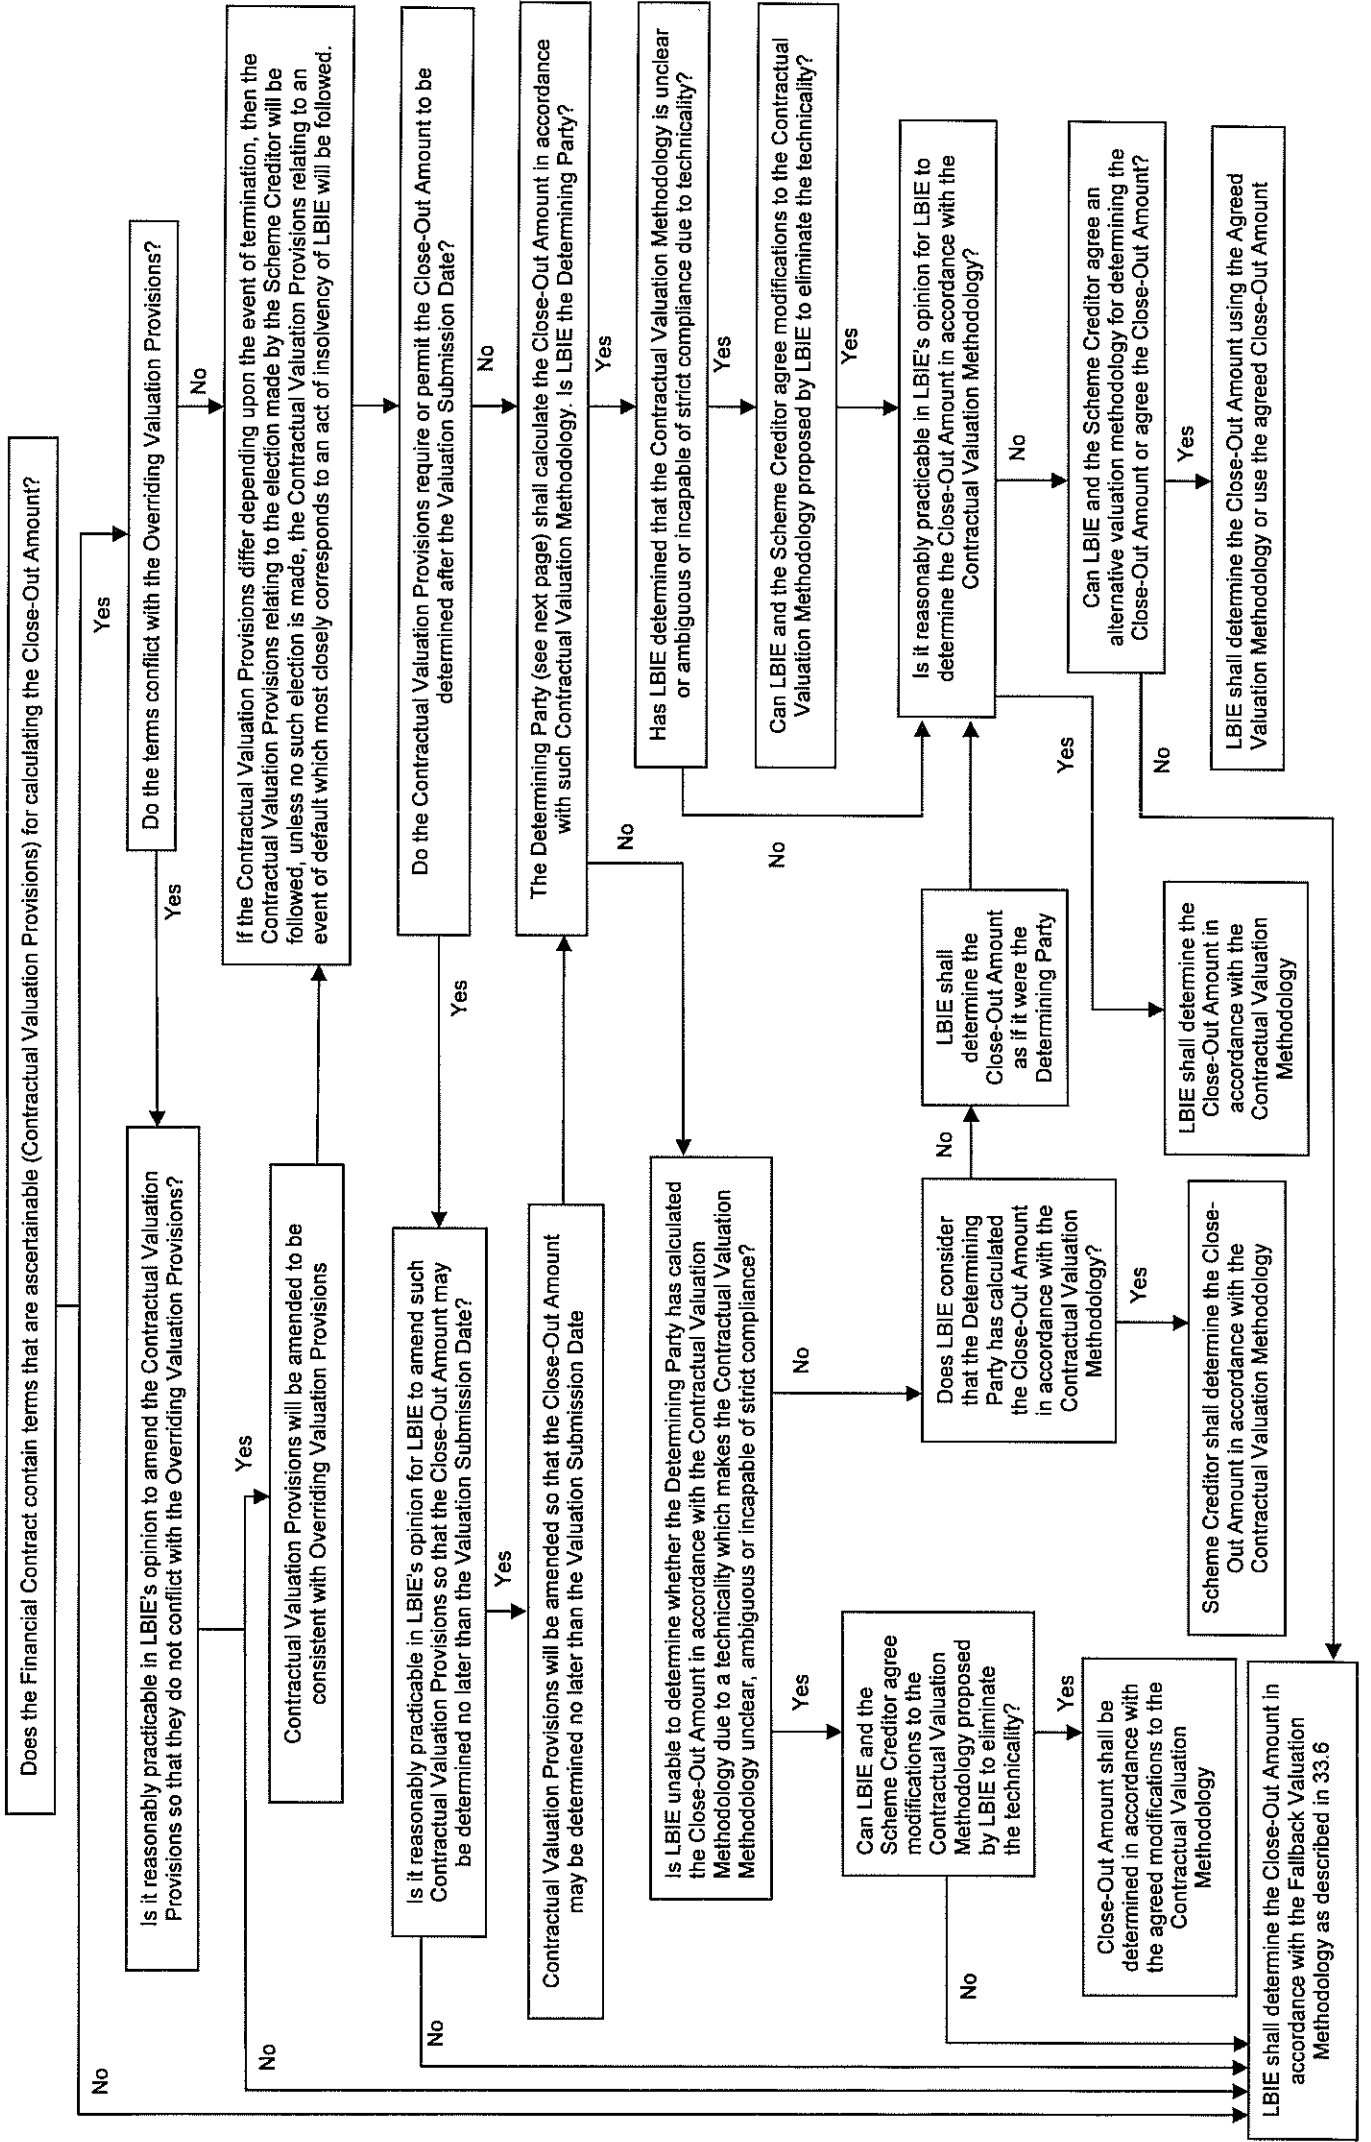 Does the Financial Contract contain terms that are ascertainable (Contractual Valuation Provisions) for calculating the Close-Out Amount?
No
Yes
Is it reasonably practicable in LBIE's opinion to amend the Contractual Valuation
Provisions so that they do not conflict with the Overriding Valuation Provisions?
Yes
Do the terms conflict with the Overriding Valuation Provisions?
No
Yes
No
Contractual Valuation Provisions will be amended to be
consistent with Overriding Valuation Provisions
If the Contractual Valuation Provisions differ depending upon the event of termination, then the
Contractual Valuation Provisions relating to the election made by the Scheme Creditor will be
followed, unless no such election is made, the Contractual Valuation Provisions relating to an
event of default which most closely corresponds to an act of insolvency of LBIE will be followed.
Is it reasonably practicable in LBIE's opinion for LBIE to amend such
Contractual Valuation Provisions so that the Close-Out Amount may
be determined no later than the Valuation Submission Date?
Yes
Do the Contractual Valuation Provisions require or permit the Close-Out Amount to be
determined after the Valuation Submission Date?
No
Yes
No
Contractual Valuation Provisions will be amended so that the Close-Out Amount
may be determined no later than the Valuation Submission Date
The Determining Party (see next page) shall calculate the Close-Out Amount in accordance
with such Contractual Valuation Methodology. Is LBIE the Determining Party?
No
Yes
Is LBIE unable to determine whether the Determining Party has calculated
the Close-Out Amount in accordance with the Contractual Valuation
Methodology due to a technicality which makes the Contractual Valuation
Methodology unclear, ambiguous or incapable of strict compliance?
Has LBIE determined that the Contractual Valuation Methodology is unclear
or ambiguous or incapable of strict compliance due to technicality?
Yes
No
No
Yes
Can LBIE and the Scheme Creditor agree modifications to the Contractual
Valuation Methodology proposed by LBIE to eliminate the technicality?
Yes
Can LBIE and the
Scheme Creditor agree
modifications to the
Contractual Valuation
Methodology proposed
by LBIE to eliminate
the technicality?
Does LBIE consider
that the Determining
Party has calculated
the Close-Out Amount
in accordance with the
Contractual Valuation
Methodology?
No
LBIE shall
determine the
Close-Out Amount
as if it were the
Determining Party
Is it reasonably practicable in LBIE's opinion for LBIE to
determine the Close-Out Amount in accordance with the
Contractual Valuation Methodology?
No
Yes
Yes
Yes
No
Close-Out Amount shall be
determined in accordance with
the agreed modifications to the
Contractual Valuation
Methodology
Scheme Creditor shall determine the Close-
Out Amount in accordance with the
Contractual Valuation Methodology
LBIE shall determine the
Close-Out Amount in
accordance with the
Contractual Valuation
Methodology
Can LBIE and the Scheme Creditor agree an
alternative valuation methodology for determining the
Close-Out Amount or agree the Close-Out Amount?
No
Yes
LBIE shall determine the Close-Out Amount using the Agreed
Valuation Methodology or use the agreed Close-Out Amount
LBIE shall determine the Close-Out Amount in
accordance with the Fallback Valuation
Methodology as described in 33.6